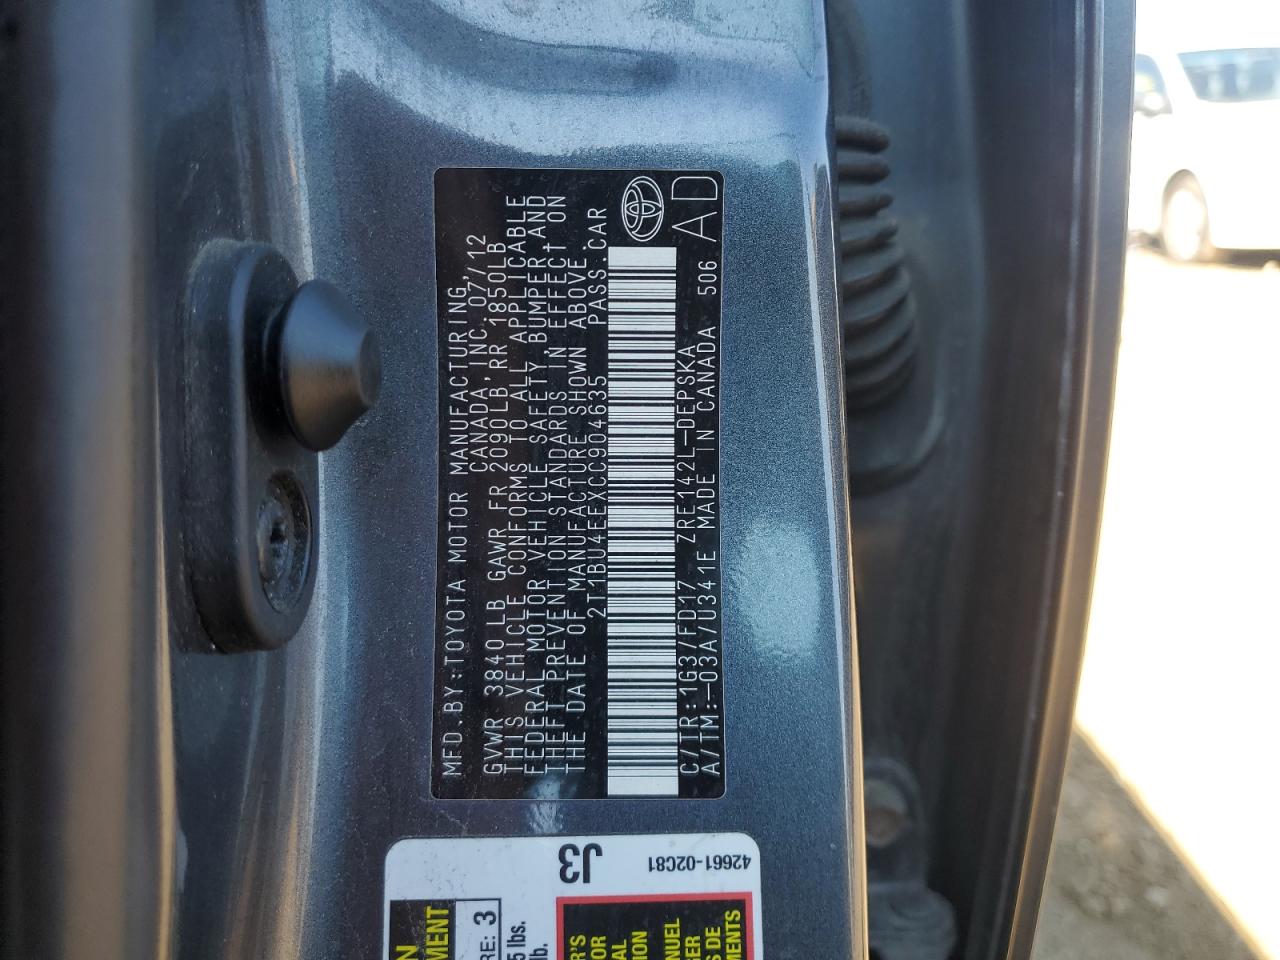 MFD.BY:TOYOTA MOTOR MANUFACTURING,
CANADA,INC. 07/12
GVWR 3840 LB GAWR FR 2090LB,RR 1850LB
THIS VEHICLE CONFORMS TO ALL APPLICABLE
FEDERAL MOTOR VEHICLE SAFETY,BUMPER,AND
THEFT PREVENTION STANDARDS IN EFFECT ON
THE DATE OF MANUFACTURE SHOWN ABOVE.
2T1BU4EEXCC904635 PASS.CAR
C/TR:1G3/FD17 ZRE142L-DEPSKA
A/TM:-03A/U341E MADE IN CANADA 506 AD
42661-02C81
J3